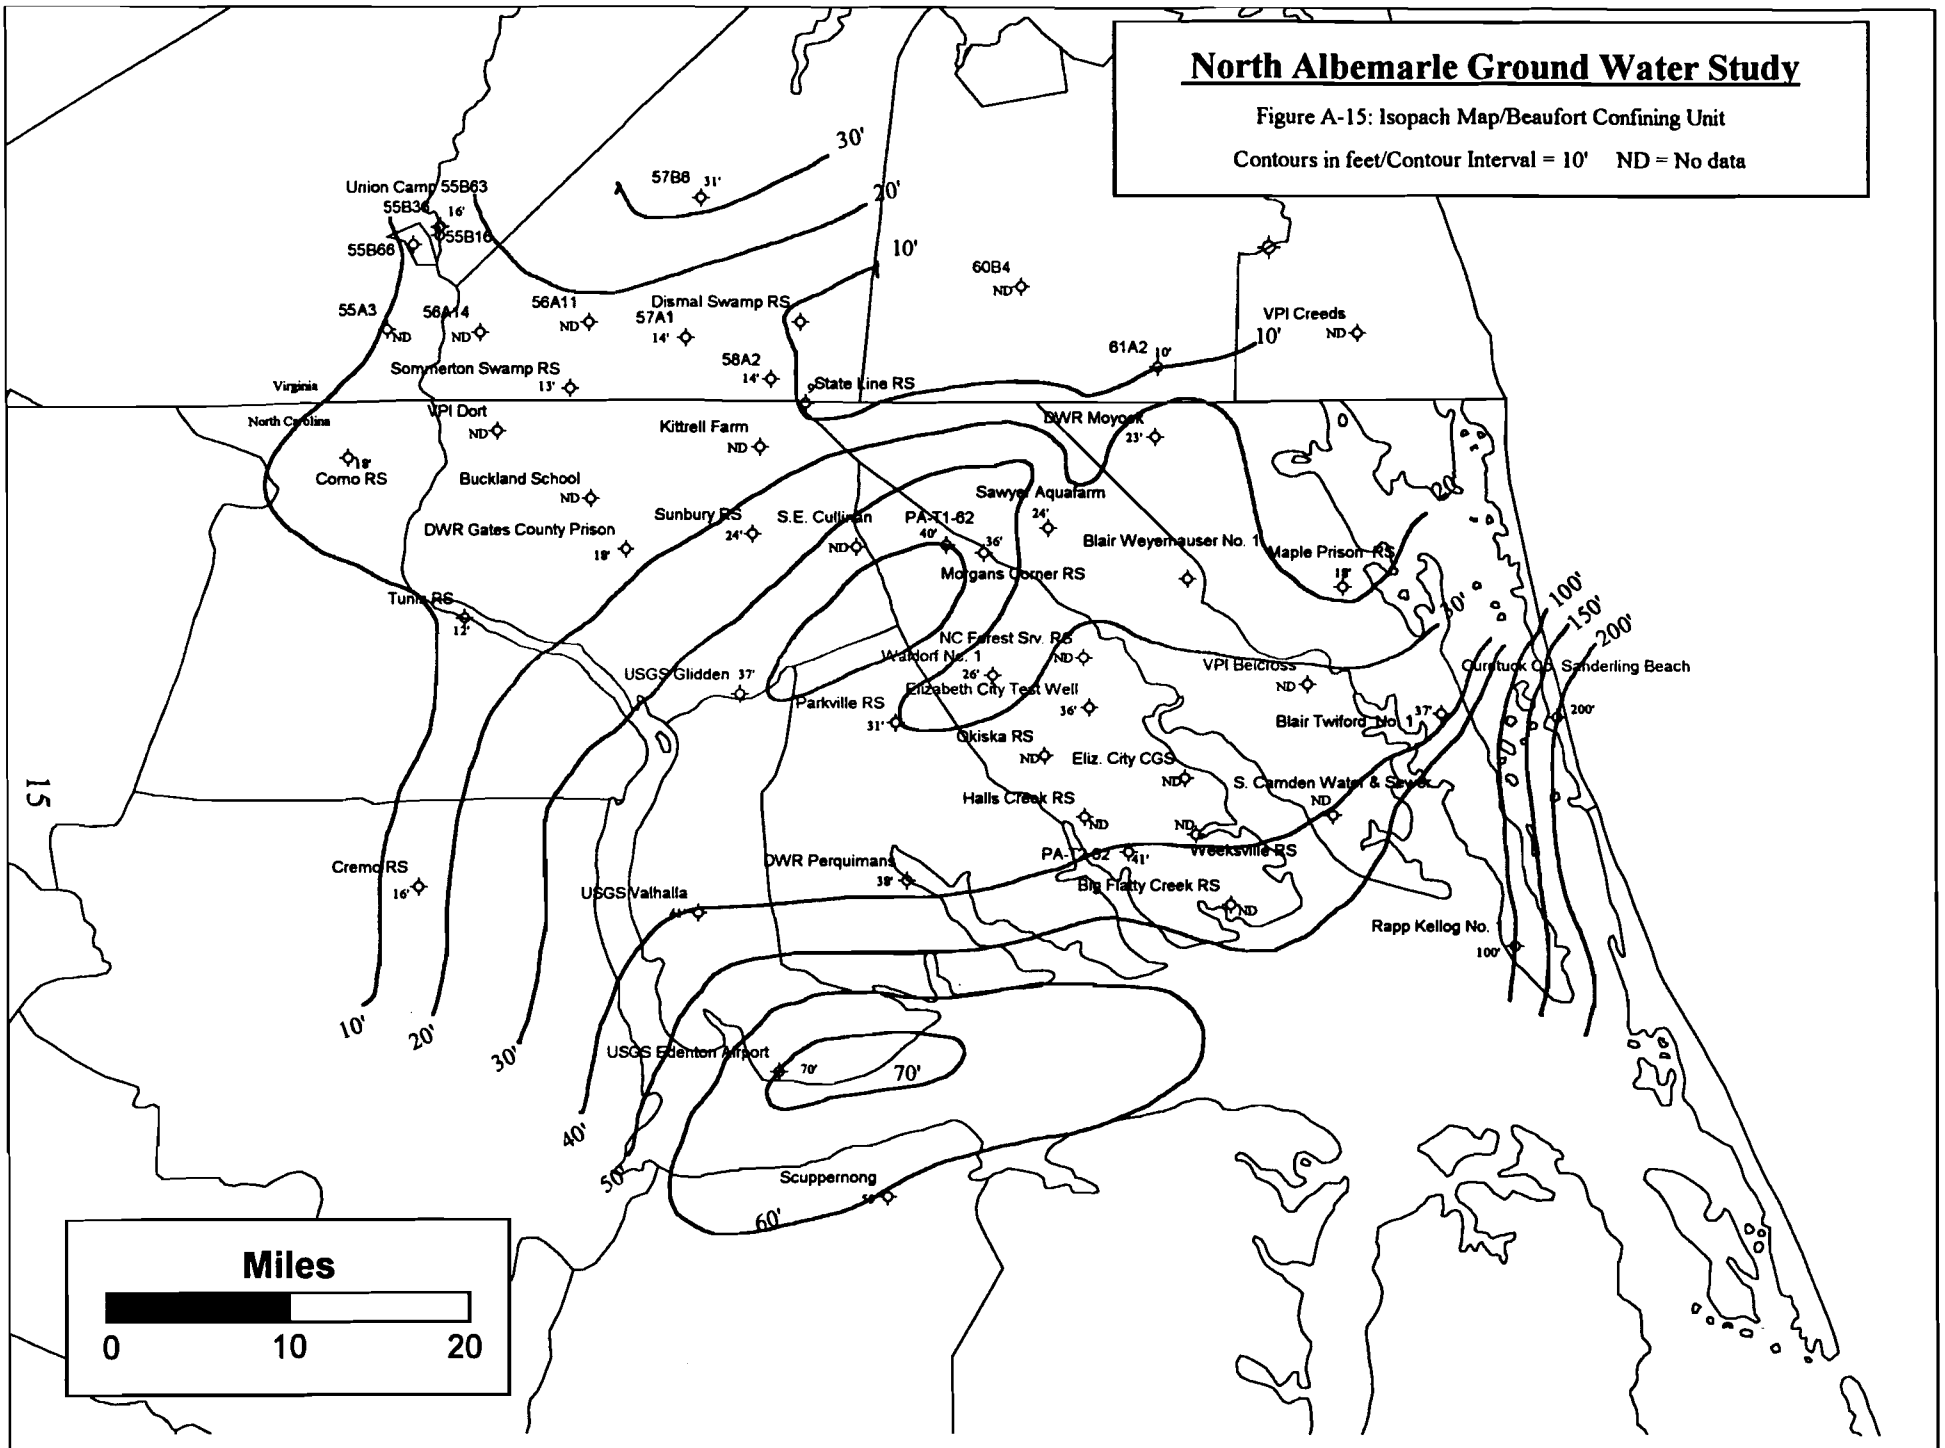 North Albemarle Ground Water Study
Figure A-15: Isopach Map/Beaufort Confining Unit
Contours in feet/Contour Interval = 10' ND = No data
30'
57B6 31'
20'
Union Camp 55B63
55B36 16'
55B16
55B66
10'
60B4
ND
56A11
ND
Dismal Swamp RS
55A3
ND
56A14
ND
57A1
14'
VPI Creeds
ND
10'
61A2 10'
58A2
14'
Sommerton Swamp RS
13'
State Line RS
Virginia
North Carolina
VPI Dort
ND
Kittrell Farm
ND
DWR Moyock
23'
18'
Como RS
Buckland School
ND
20'
Sawyer Aquafarm
24'
Sunbury RS
24'
S.E. Cullinan
ND
PA-T1-62
40'
36'
DWR Gates County Prison
18'
Blair Weyerhauser No. 1
Maple Prison RS
18'
Morgans Corner RS
Tunis RS
12'
30'
100'
150'
200'
NC Forest Srv. RS
ND
Waldorf No. 1
26'
VPI Belcross
ND
Curituck Co. Sanderling Beach
200'
USGS Glidden 37'
Elizabeth City Test Well
36'
Parkville RS
31'
Blair Twiford No. 1
37'
Okiska RS
ND
Eliz. City CGS
ND
S. Camden Water & Sewer
ND
15
Halls Creek RS
ND
ND
Weeksville RS
PA-T2-62
41'
DWR Perquimans
38'
Cremo RS
16'
USGS Valhalla
41'
Big Flatty Creek RS
ND
Rapp Kellog No.
100'
10'
20'
30'
USGS Edenton Airport
70'
70'
40'
50'
Scuppernong
60'
Miles
0 10 20